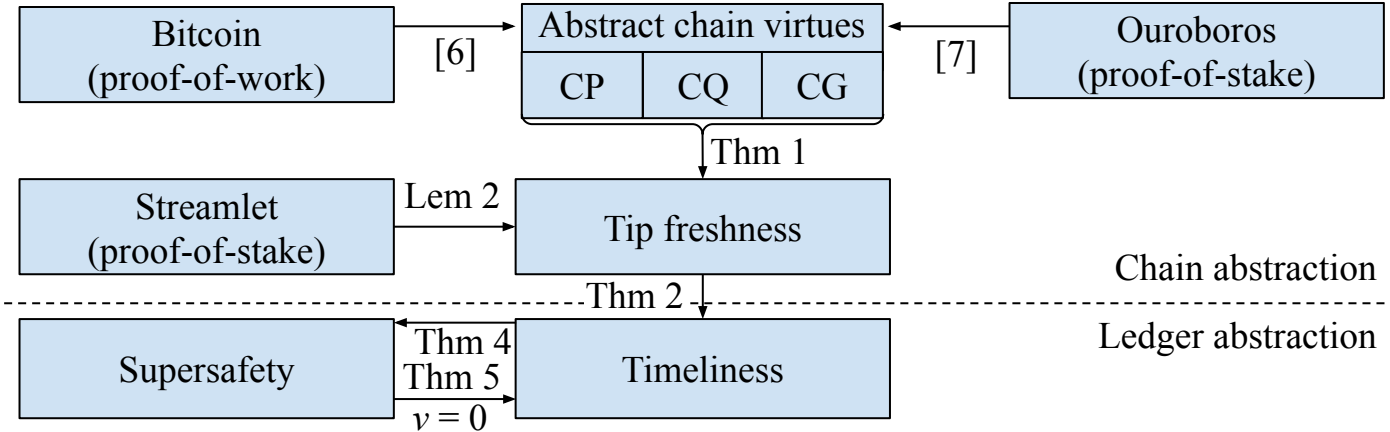 Bitcoin
(proof-of-work)
[6]
Abstract chain virtues
CP
CQ
CG
[7]
Ouroboros
(proof-of-stake)
Thm 1
Streamlet
(proof-of-stake)
Lem 2
Tip freshness
Chain abstraction
Thm 2
Ledger abstraction
Supersafety
Thm 4
Thm 5
v = 0
Timeliness